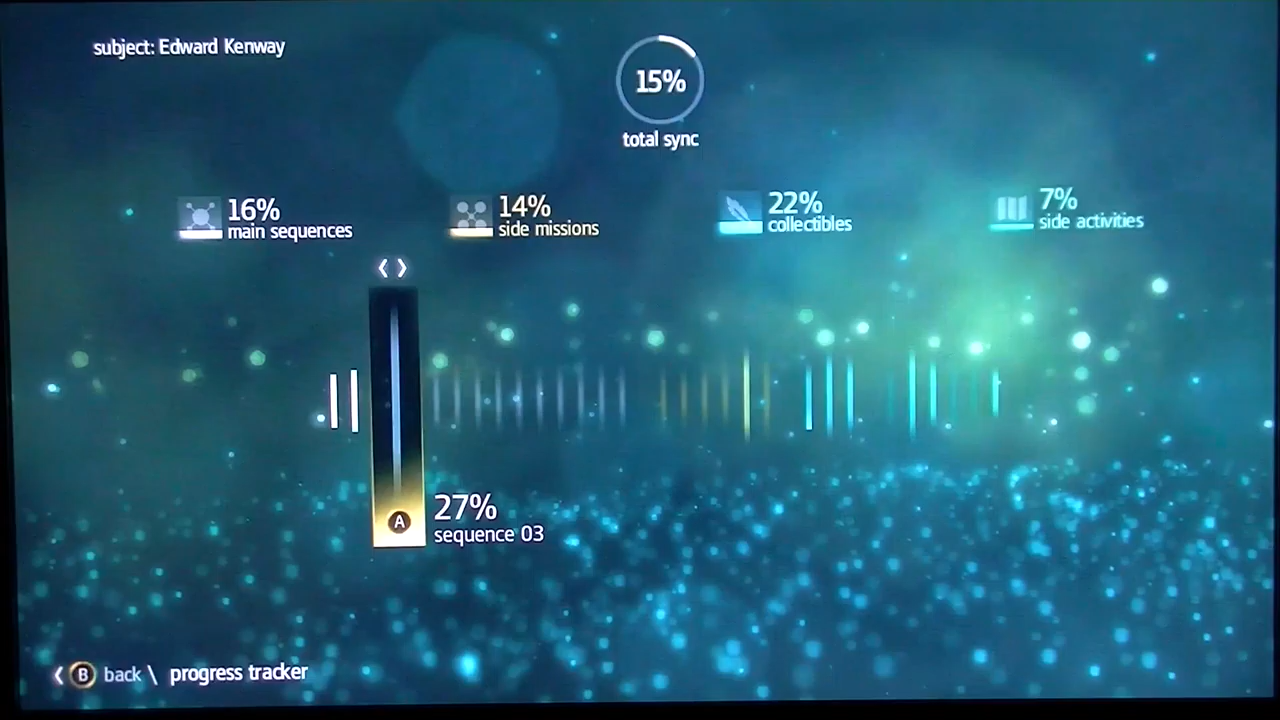 subject: Edward Kenway
15%
total sync
16%
main sequences
14%
side missions
22%
collectibles
7%
side activities
27%
sequence 03
A
B back \ progress tracker